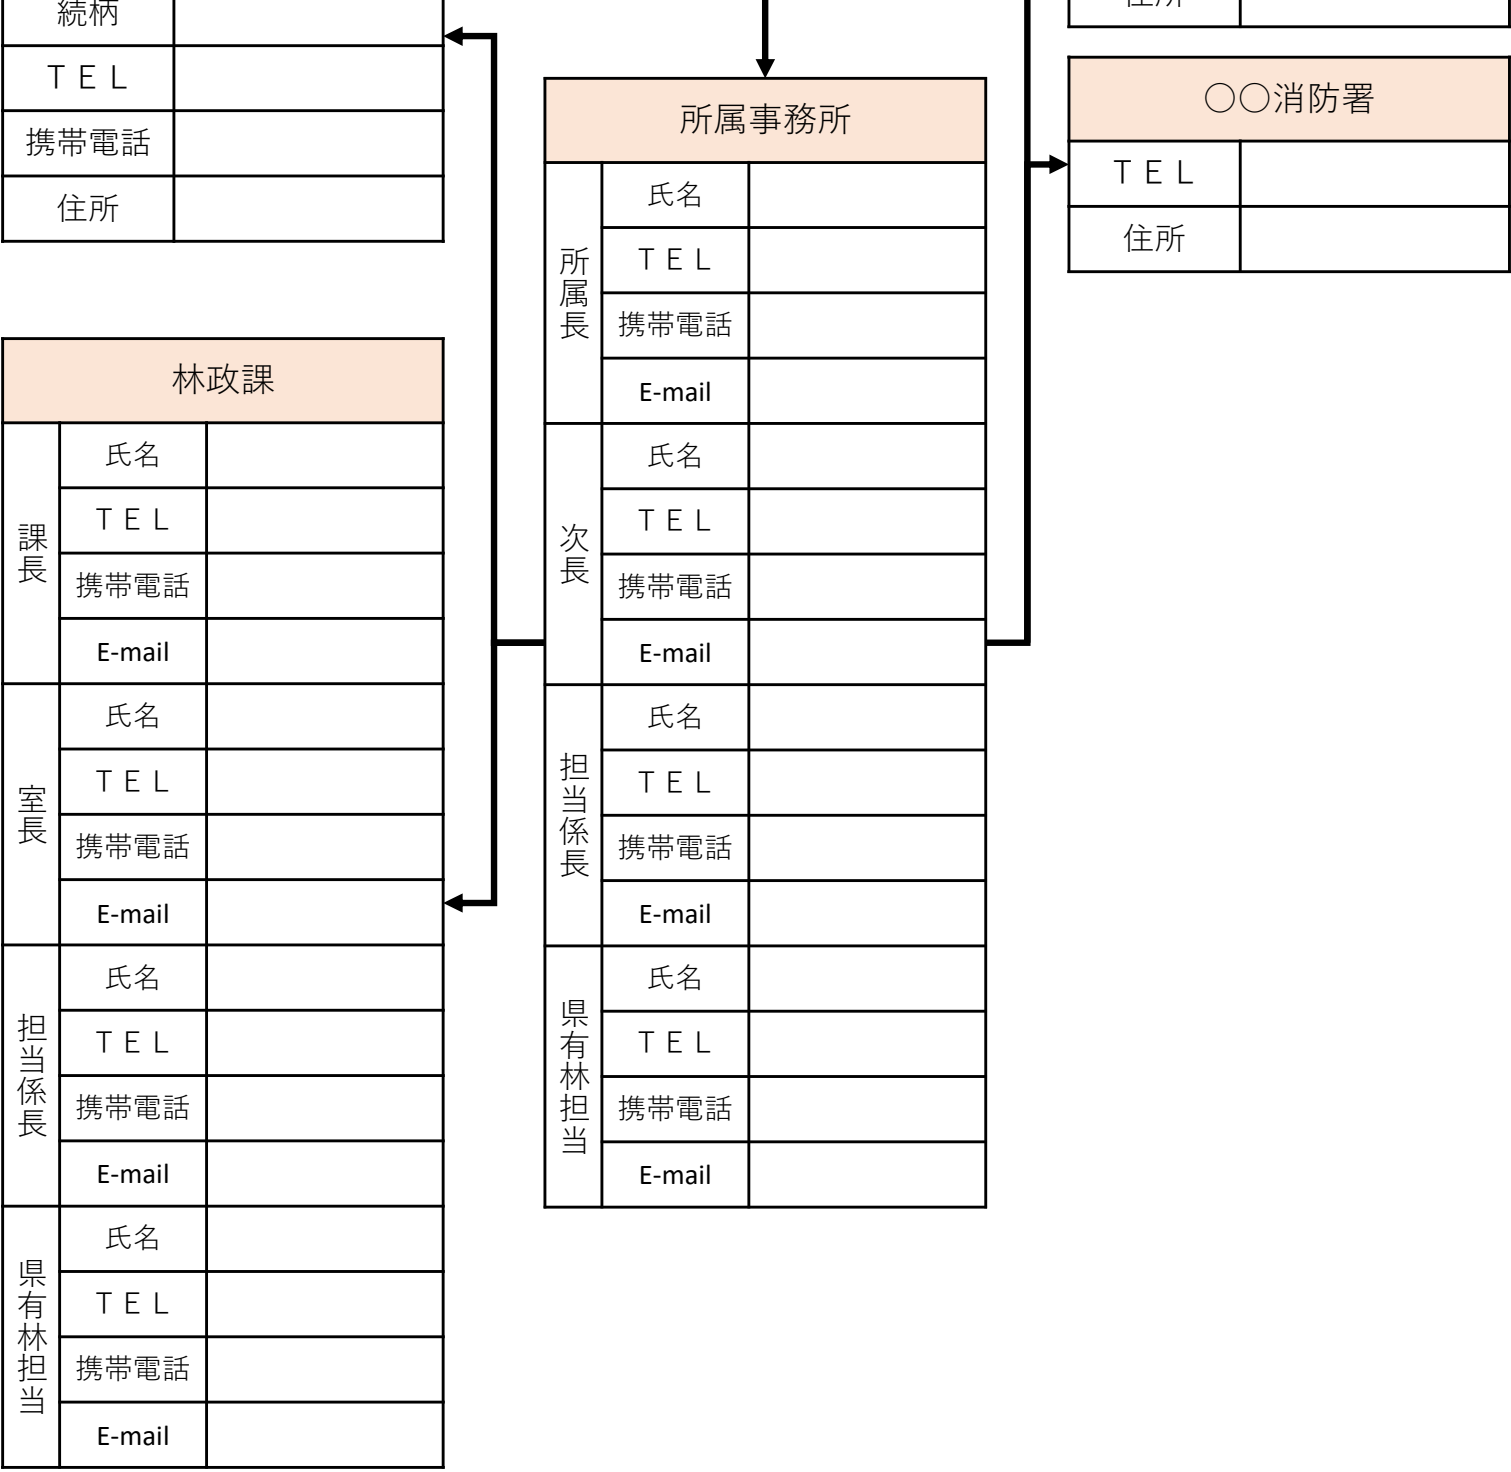 続柄
ＴＥＬ
携帯電話
住所
林政課
課長
氏名
ＴＥＬ
携帯電話
E-mail
室長
氏名
ＴＥＬ
携帯電話
E-mail
担当係長
氏名
ＴＥＬ
携帯電話
E-mail
県有林担当
氏名
ＴＥＬ
携帯電話
E-mail
所属事務所
所属長
氏名
ＴＥＬ
携帯電話
E-mail
次長
氏名
ＴＥＬ
携帯電話
E-mail
担当係長
氏名
ＴＥＬ
携帯電話
E-mail
県有林担当
氏名
ＴＥＬ
携帯電話
E-mail
住所
〇〇消防署
ＴＥＬ
住所